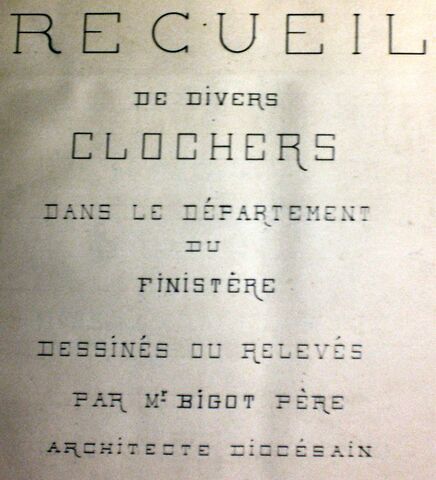 RECUEIL
DE DIVERS
CLOCHERS
DANS LE DÉPARTEMENT
DU
FINISTÈRE
DESSINÉS OU RELEVÉS
PAR Mr BIGOT PÈRE
ARCHITECTE DIOCÉSAIN